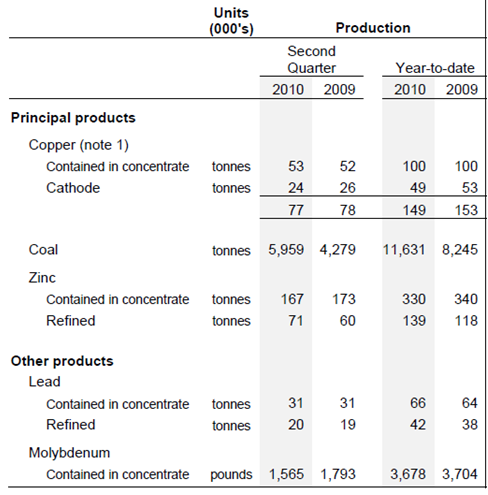 Units
(000's) Production
Second
Quarter Year-to-date
2010 2009 2010 2009
Principal products
Copper (note 1)
Contained in concentrate tonnes 53 52 100 100
Cathode tonnes 24 26 49 53
77 78 149 153
Coal tonnes 5,959 4,279 11,631 8,245
Zinc
Contained in concentrate tonnes 167 173 330 340
Refined tonnes 71 60 139 118
Other products
Lead
Contained in concentrate tonnes 31 31 66 64
Refined tonnes 20 19 42 38
Molybdenum
Contained in concentrate pounds 1,565 1,793 3,678 3,704